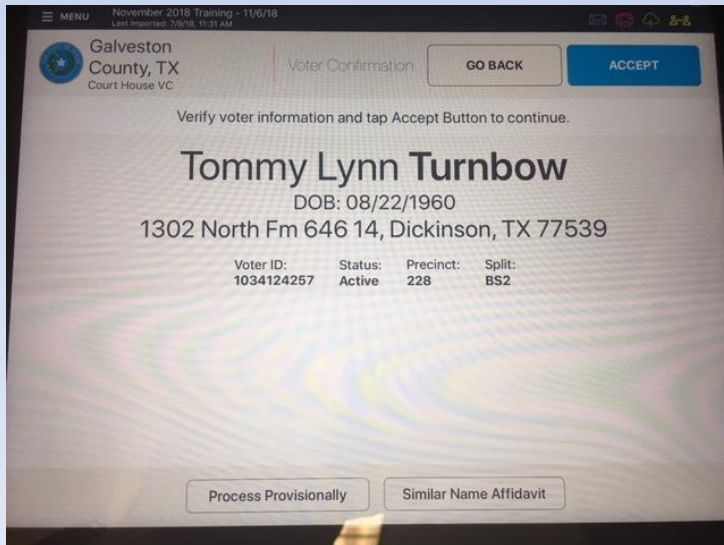 MENU
November 2018 Training - 11/6/18
Last Imported: 7/9/18, 11:31 AM
Galveston
County, TX
Court House VC
Voter Confirmation
GO BACK
ACCEPT
Verify voter information and tap Accept Button to continue.
Tommy Lynn Turnbow
DOB: 08/22/1960
1302 North Fm 646 14, Dickinson, TX 77539
Voter ID: Status: Precinct: Split:
1034124257 Active 228 BS2
Process Provisionally
Similar Name Affidavit